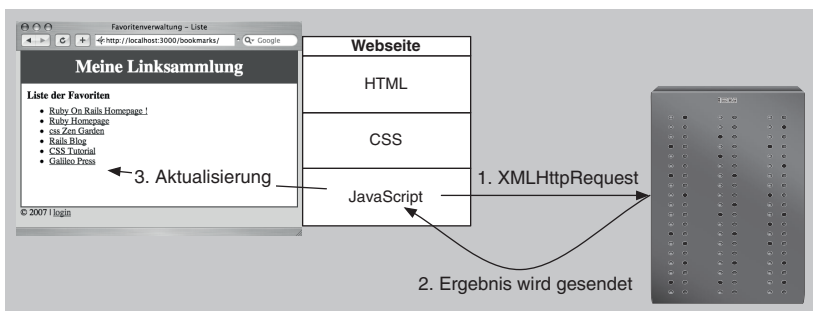 Favoritenverwaltung – Liste
http://localhost:3000/bookmarks/
Google
Meine Linksammlung
Liste der Favoriten
Ruby On Rails Homepage !
Ruby Homepage
css Zen Garden
Rails Blog
CSS Tutorial
Galileo Press
© 2007 | login
Webseite
HTML
CSS
JavaScript
3. Aktualisierung
1. XMLHttpRequest
2. Ergebnis wird gesendet